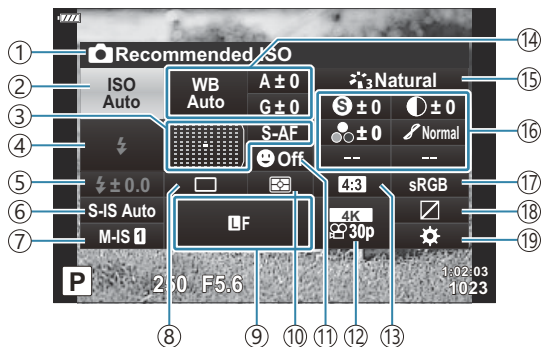 ① Recommended ISO
② ISO Auto
WB Auto
A±0
G±0
⑭
3 Natural
⑮
③
S-AF
Off
S ±0
±0
±0
Normal
--
--
⑯
④
⑤ ±0.0
4:3
sRGB
⑰
⑥ S-IS Auto
LF
4K
30p
⑱
⑦ M-IS 1
⑲
P
250 F5.6
1:02:03
1023
⑧
⑨
⑩
⑪
⑫
⑬